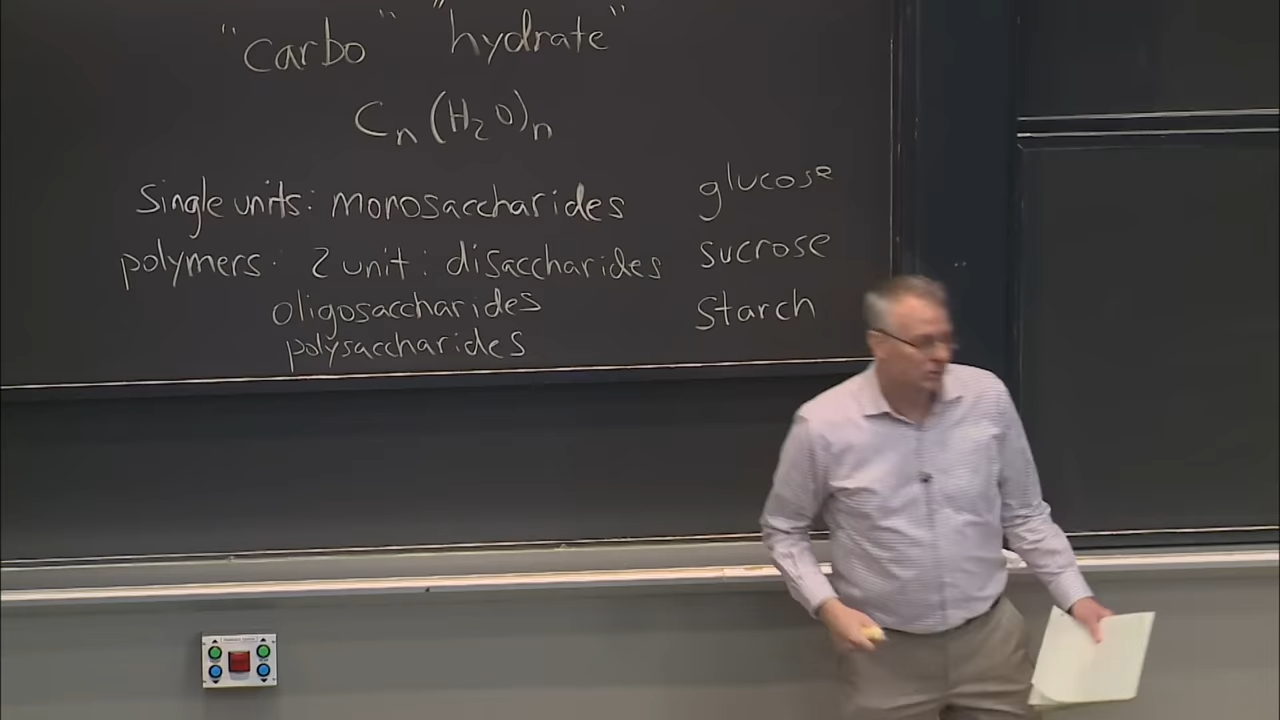 "carbo" "hydrate"
Cₙ(H₂O)ₙ
Single units: monosaccharides glucose
polymers: 2 unit: disaccharides sucrose
oligosaccharides starch
polysaccharides